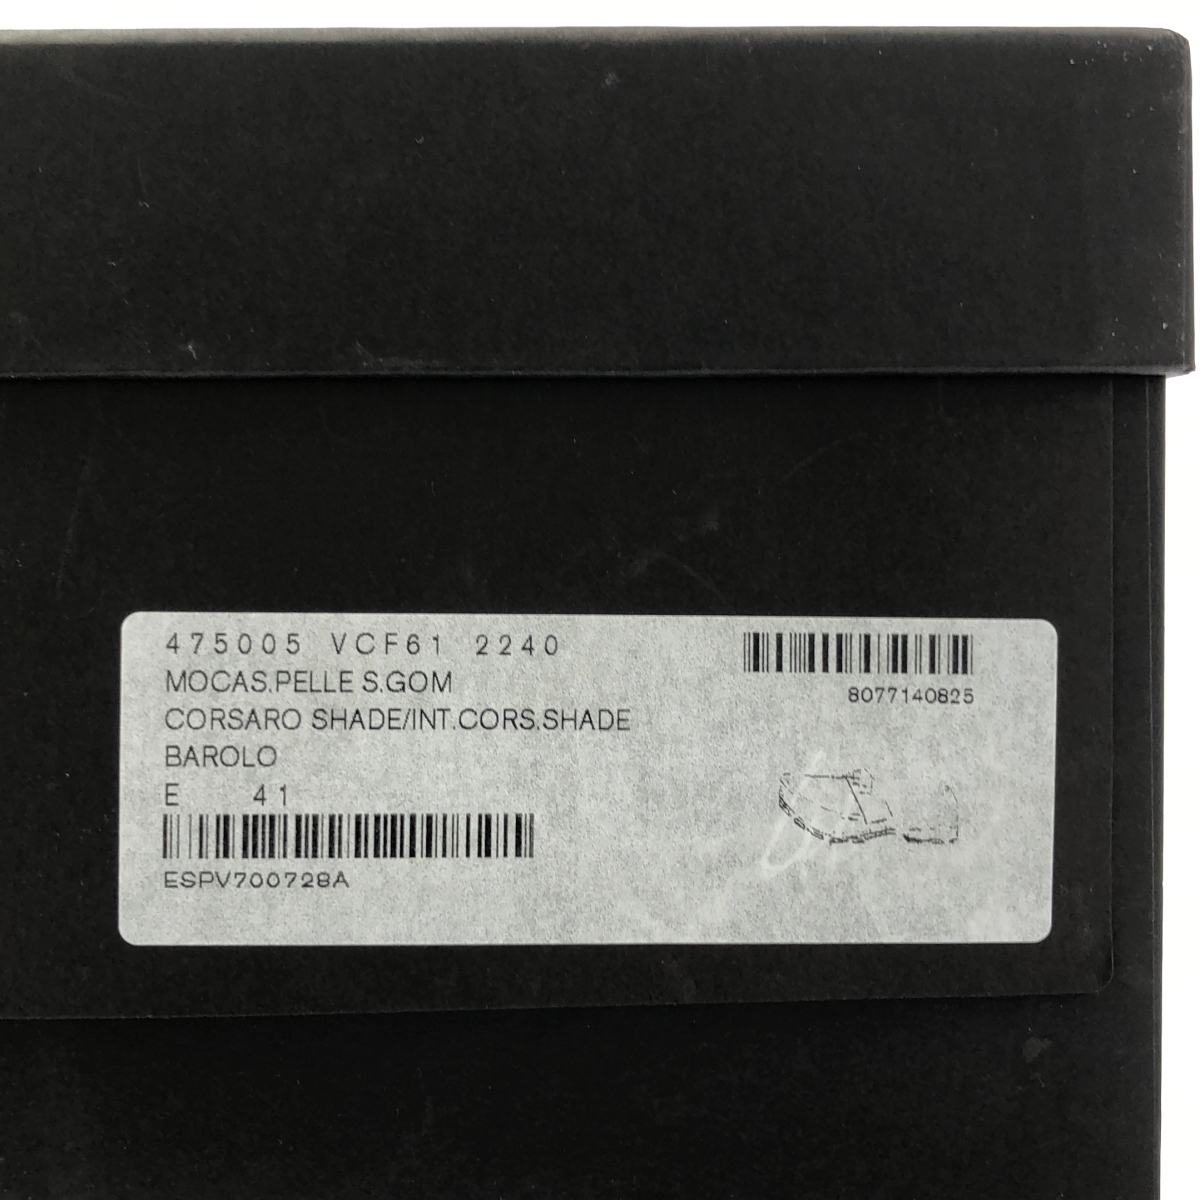 475005 VCF61 2240
MOCAS.PELLE S.GOM
CORSARO SHADE/INT.CORS.SHADE
BAROLO
E 41
ESPV700728A
8077140825